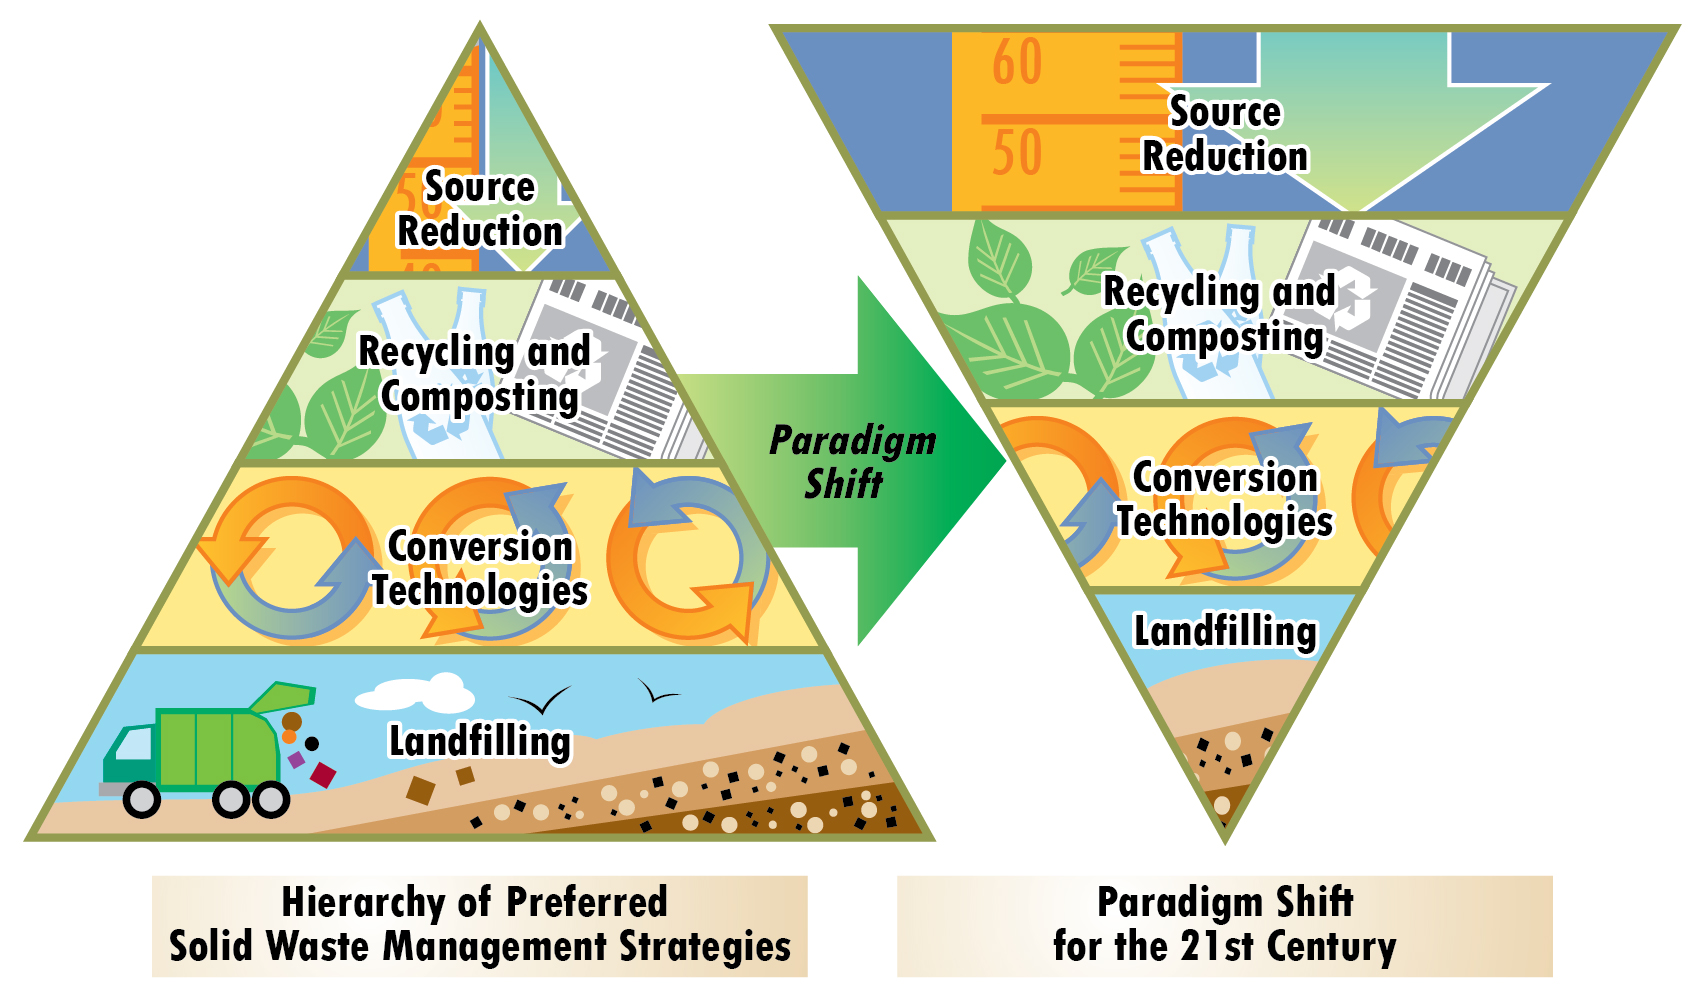 Source
Reduction
Recycling and
Composting
Conversion
Technologies
Landfilling
Paradigm
Shift
60
50
Source
Reduction
Recycling and
Composting
Conversion
Technologies
Landfilling
Hierarchy of Preferred
Solid Waste Management Strategies
Paradigm Shift
for the 21st Century